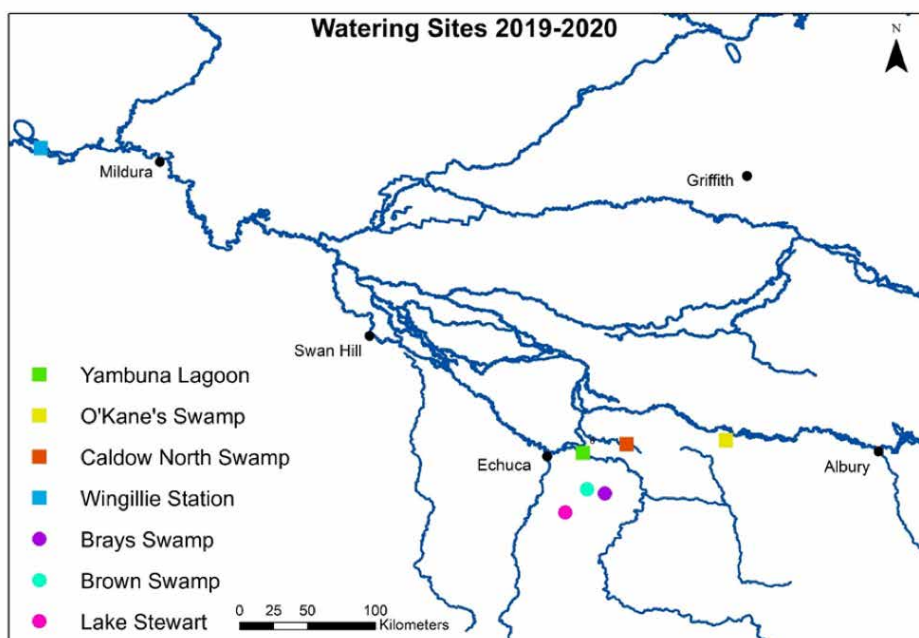 Watering Sites 2019-2020
N
Mildura
Griffith
Swan Hill
Echuca
Albury
Yambuna Lagoon
O'Kane's Swamp
Caldow North Swamp
Wingillie Station
Brays Swamp
Brown Swamp
Lake Stewart
0 25 50 100
Kilometers